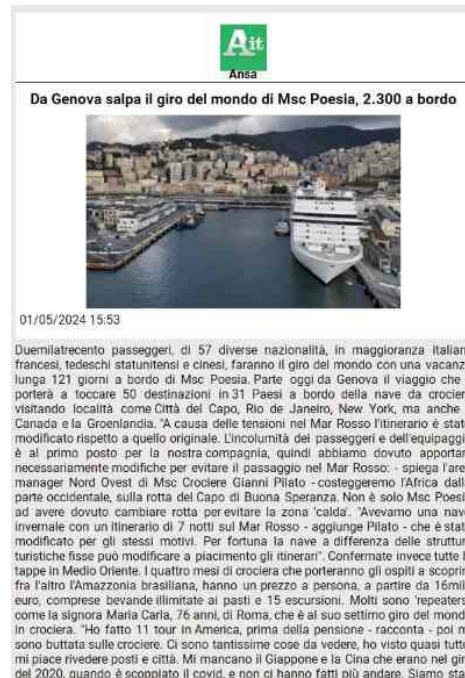 Ait
Ansa
Da Genova salpa il giro del mondo di Msc Poesia, 2.300 a bordo
01/05/2024 15:53
Duemilatrecento passeggeri, di 57 diverse nazionalità, in maggioranza italian
francesi, tedeschi statunitensi e cinesi, faranno il giro del mondo con una vacanz
lunga 121 giorni a bordo di Msc Poesia. Parte oggi da Genova il viaggio che
porterà a toccare 50 destinazioni in 31 Paesi a bordo della nave da crocier
visitando località come Città del Capo, Rio de Janeiro, New York, ma anche
Canada e la Groenlandia. "A causa delle tensioni nel Mar Rosso l'itinerario è stat
modificato rispetto a quello originale. L'incolumità dei passeggeri e dell'equipaggi
è al primo posto per la nostra compagnia, quindi abbiamo dovuto apportar
necessariamente modifiche per evitare il passaggio nel Mar Rosso: - spiega l'are
manager Nord Ovest di Msc Crociere Gianni Pilato - costeggeremo l'Africa dall
parte occidentale, sulla rotta del Capo di Buona Speranza. Non è solo Msc Poesi
ad avere dovuto cambiare rotta per evitare la zona 'calda'. "Avevamo una nav
invernale con un itinerario di 7 notti sul Mar Rosso - aggiunge Pilato - che è stat
modificato per gli stessi motivi. Per fortuna la nave a differenza delle struttur
turistiche fisse può modificare a piacimento gli itinerari". Confermate invece tutte l
tappe in Medio Oriente. I quattro mesi di crociera che porteranno gli ospiti a scoprir
fra l'altro l'Amazzonia brasiliana, hanno un prezzo a persona, a partire da 16mil
euro, comprese bevande illimitate ai pasti e 15 escursioni. Molti sono 'repeaters
come la signora Maria Carla, 76 anni, di Roma, che è al suo settimo giro del mond
in crociera. "Ho fatto 11 tour in America, prima della pensione - racconta - poi m
sono buttata sulle crociere. Ci sono tantissime cose da vedere, ho visto quasi tutt
mi piace rivedere posti e città. Mi mancano il Giappone e la Cina che erano nel gir
del 2020, quando è scoppiato il covid, e non ci hanno fatti più andare. Siamo sta